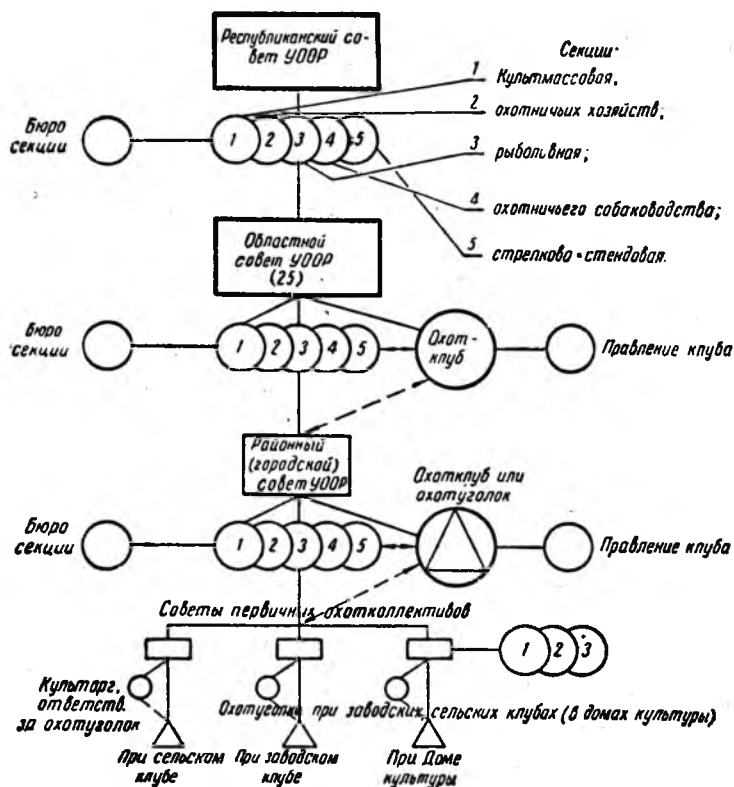 Республиканский со-
вет УООР
Секции:
1 Культмассовая,
2 охотничьих хозяйств;
3 рыболовная;
4 охотничьего собаководства;
5 стрелково-стендовая.
Бюро
секции
1 2 3 4 5
Областной
совет УООР
(25)
Бюро
секции
1 2 3 4 5
Охот-
клуб
Правление клуба
Районный
(городской)
совет УООР
Охотклуб или
охотуголок
Бюро
секции
1 2 3 4 5
Правление клуба
Советы первичных охотколлективов
1 2 3
Культорг,
ответств.
за охотуголок
Охотуголки при заводских, сельских клубах (в домах культуры)
При сельском
клубе
При заводском
клубе
При Доме
культуры